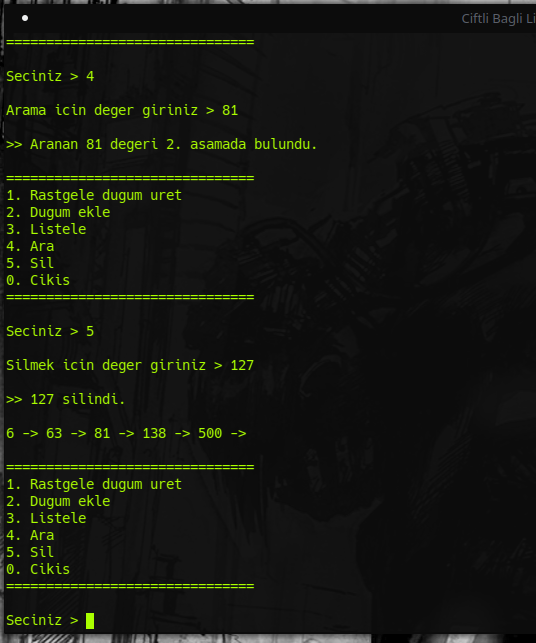 Ciftli Bagli Li
===============================
Seciniz > 4
Arama icin deger giriniz > 81
>> Aranan 81 degeri 2. asamada bulundu.
===============================
1. Rastgele dugum uret
2. Dugum ekle
3. Listele
4. Ara
5. Sil
0. Cikis
===============================
Seciniz > 5
Silmek icin deger giriniz > 127
>> 127 silindi.
6 -> 63 -> 81 -> 138 -> 500 ->
===============================
1. Rastgele dugum uret
2. Dugum ekle
3. Listele
4. Ara
5. Sil
0. Cikis
===============================
Seciniz >